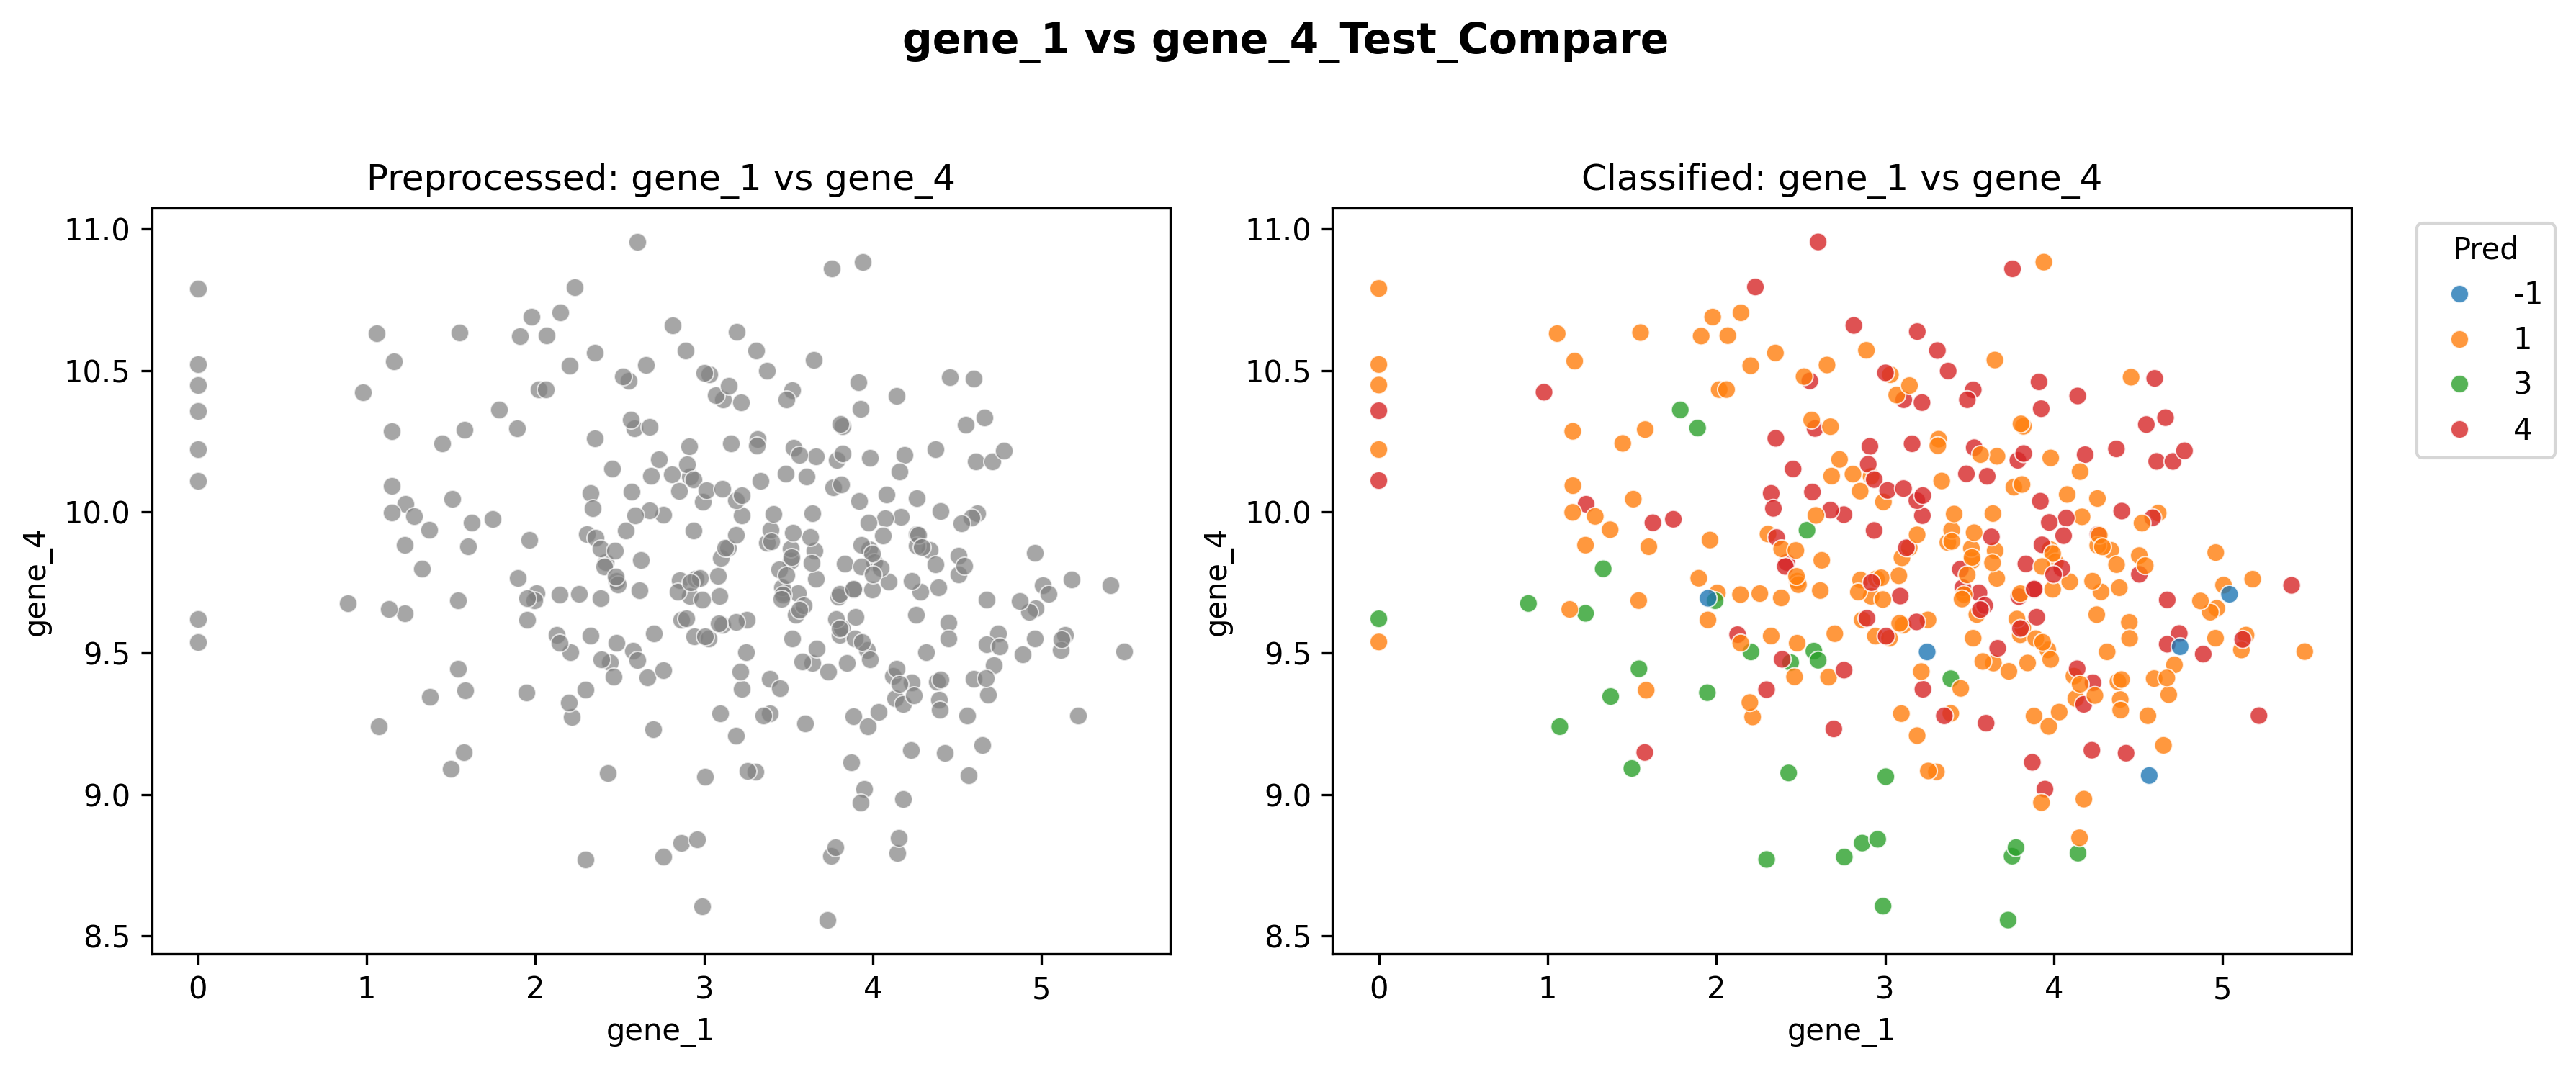 gene_1 vs gene_4_Test_Compare
Preprocessed: gene_1 vs gene_4
11.0
10.5
10.0
9.5
9.0
8.5
gene_4
0 1 2 3 4 5
gene_1
Classified: gene_1 vs gene_4
11.0
10.5
10.0
9.5
9.0
8.5
gene_4
0 1 2 3 4 5
gene_1
Pred
-1
1
3
4